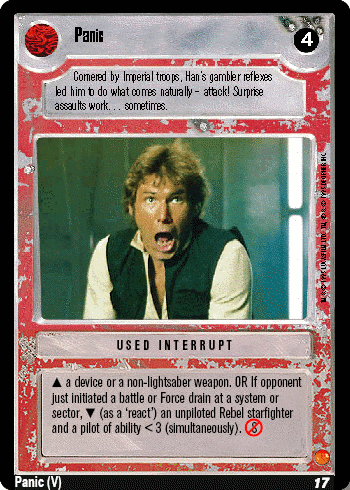 Panic
4
Cornered by Imperial troops, Han's gambler reflexes
led him to do what comes naturally – attack! Surprise
assaults work. . . sometimes.
USED INTERRUPT
▲ a device or a non-lightsaber weapon. OR If opponent
just initiated a battle or Force drain at a system or
sector, ▼ (as a 'react') an unpiloted Rebel starfighter
and a pilot of ability < 3 (simultaneously).
Panic (V)
17